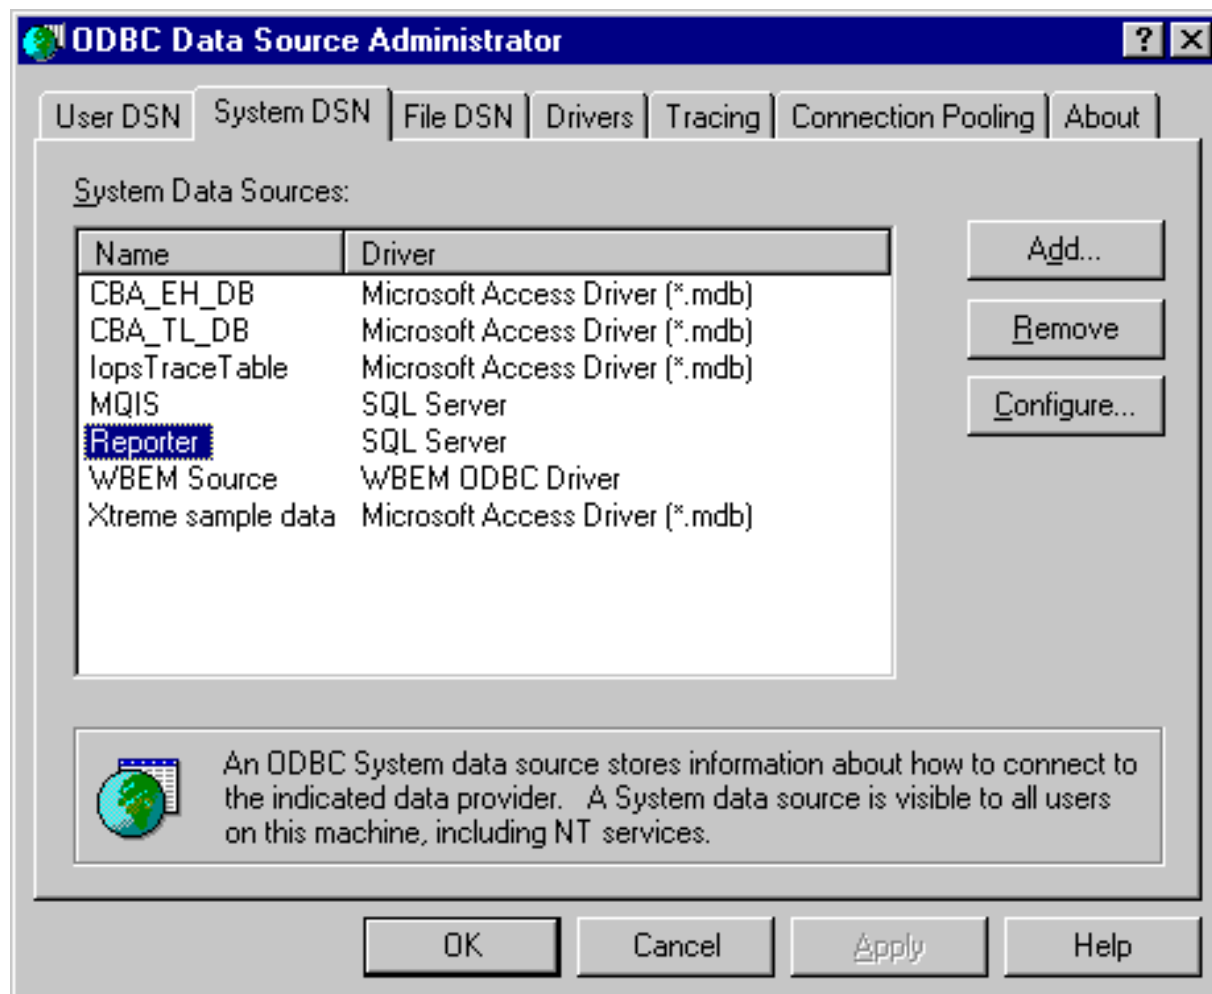 ODBC Data Source Administrator ?
User DSN System DSN File DSN Drivers Tracing Connection Pooling About
System Data Sources:
Name Driver
CBA_EH_DB Microsoft Access Driver (*.mdb)
CBA_TL_DB Microsoft Access Driver (*.mdb)
IopsTraceTable Microsoft Access Driver (*.mdb)
MQIS SQL Server
Reporter SQL Server
WBEM Source WBEM ODBC Driver
Xtreme sample data Microsoft Access Driver (*.mdb)
Add...
Remove
Configure...
An ODBC System data source stores information about how to connect to
the indicated data provider. A System data source is visible to all users
on this machine, including NT services.
OK Cancel Apply Help